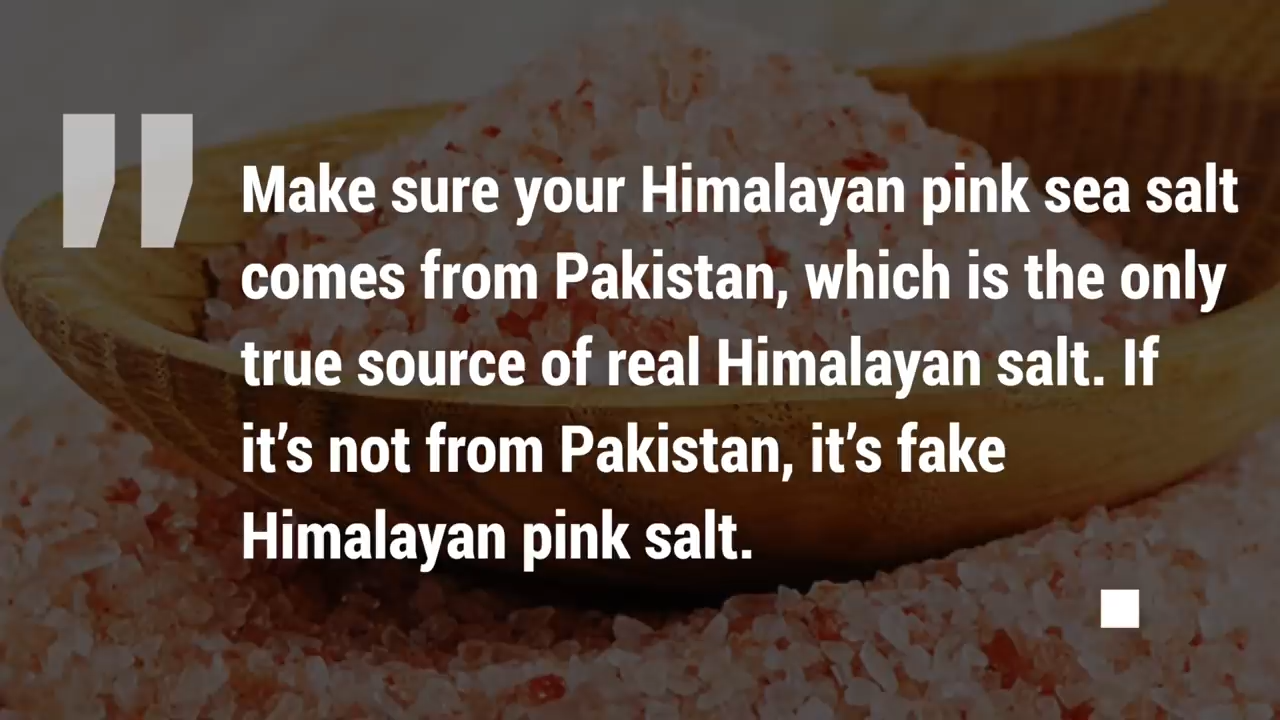 "
Make sure your Himalayan pink sea salt
comes from Pakistan, which is the only
true source of real Himalayan salt. If
it’s not from Pakistan, it’s fake
Himalayan pink salt.